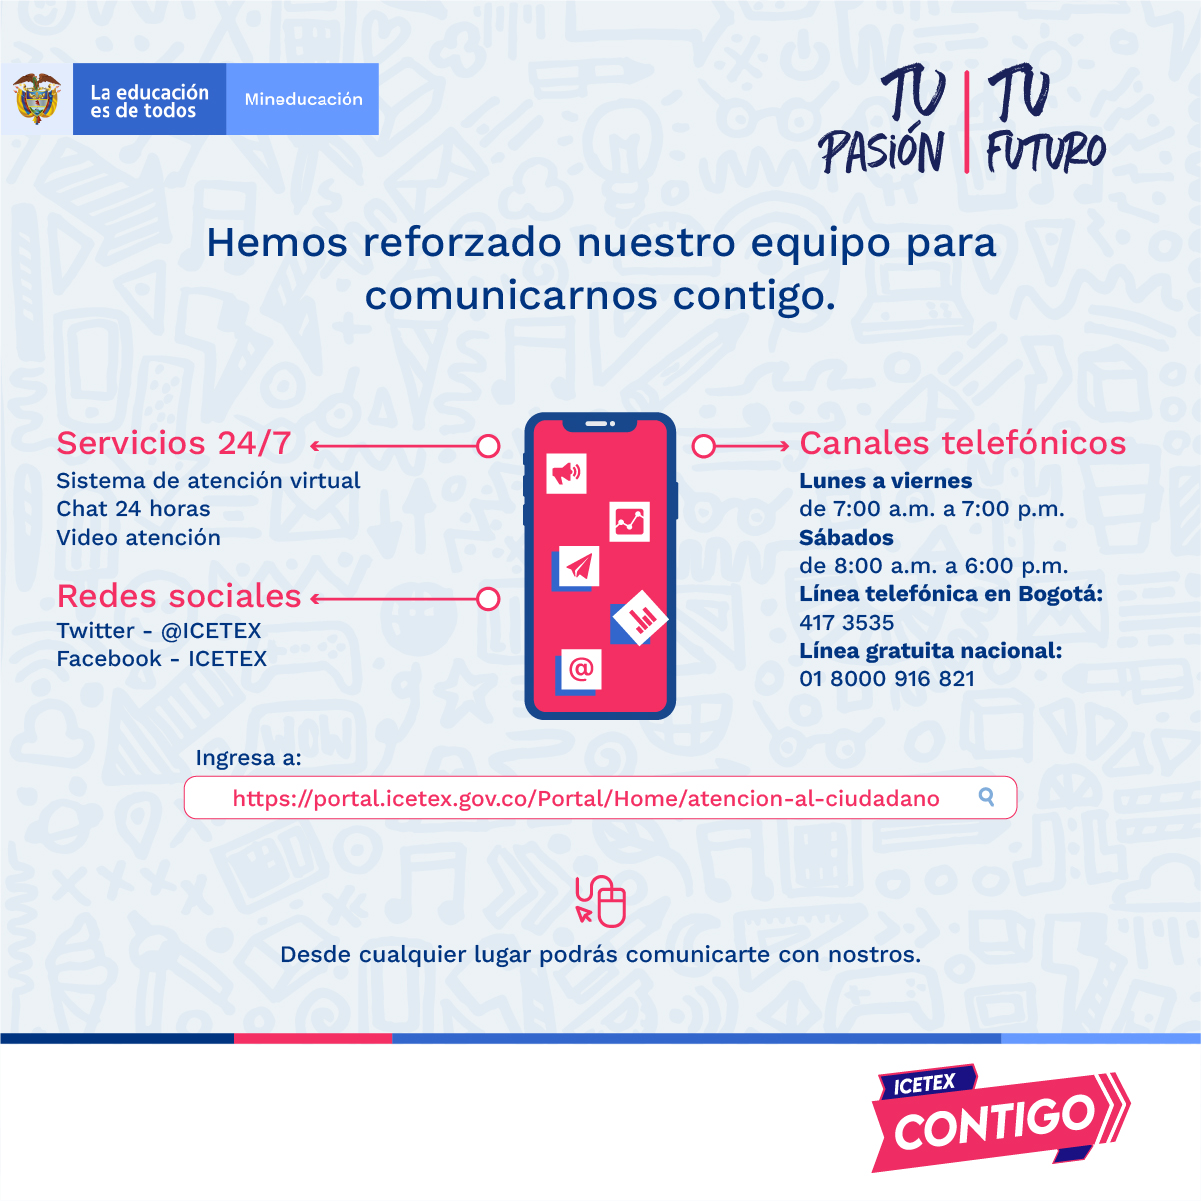 La educación
es de todos
Mineducación
TU
PASIÓN
TU
FUTURO
Hemos reforzado nuestro equipo para
comunicarnos contigo.
Servicios 24/7
Sistema de atención virtual
Chat 24 horas
Video atención
Redes sociales
Twitter - @ICETEX
Facebook - ICETEX
@
Canales telefónicos
Lunes a viernes
de 7:00 a.m. a 7:00 p.m.
Sábados
de 8:00 a.m. a 6:00 p.m.
Línea telefónica en Bogotá:
417 3535
Línea gratuita nacional:
01 8000 916 821
WOW
Ingresa a:
https://portal.icetex.gov.co/Portal/Home/atencion-al-ciudadano
Desde cualquier lugar podrás comunicarte con nostros.
ICETEX
CONTIGO